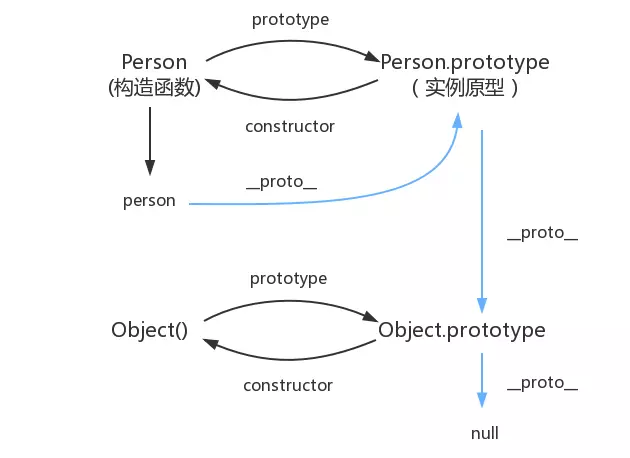 prototype
Person
(构造函数)
Person.prototype
（实例原型）
constructor
person
__proto__
__proto__
prototype
Object()
Object.prototype
constructor
__proto__
null